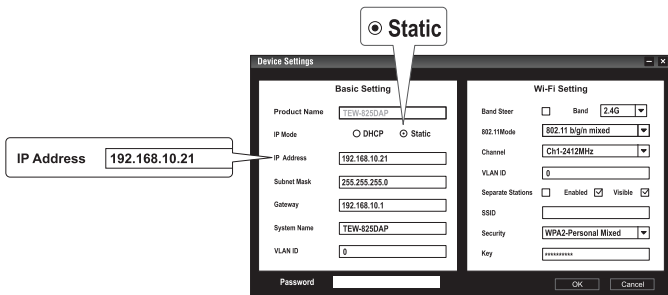 Static
Device Settings
Basic Setting
Product Name TEW-825DAP
IP Mode DHCP Static
IP Address 192.168.10.21
IP Address 192.168.10.21
Subnet Mask 255.255.255.0
Gateway 192.168.10.1
System Name TEW-825DAP
VLAN ID 0
Password
Wi-Fi Setting
Band Steer Band 2.4G
802.11Mode 802.11 b/g/n mixed
Channel Ch1-2412MHz
VLAN ID 0
Separate Stations Enabled Visible
SSID
Security WPA2-Personal Mixed
Key **********
OK Cancel